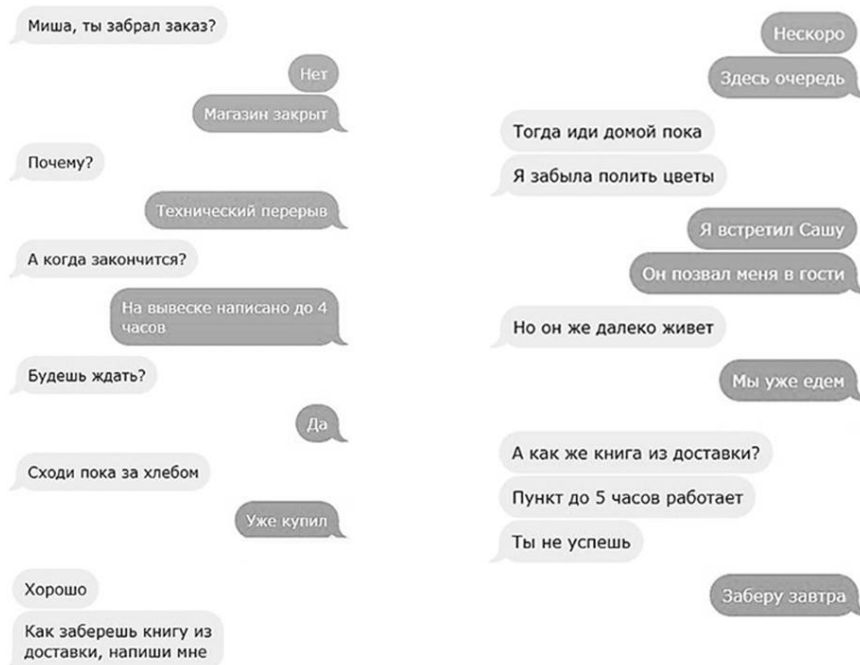 Миша, ты забрал заказ?
Нет
Магазин закрыт
Почему?
Технический перерыв
А когда закончится?
На вывеске написано до 4
часов
Будешь ждать?
Да
Сходи пока за хлебом
Уже купил
Хорошо
Как заберешь книгу из
доставки, напиши мне
Нескоро
Здесь очередь
Тогда иди домой пока
Я забыла полить цветы
Я встретил Сашу
Он позвал меня в гости
Но он же далеко живет
Мы уже едем
А как же книга из доставки?
Пункт до 5 часов работает
Ты не успешь
Заберу завтра